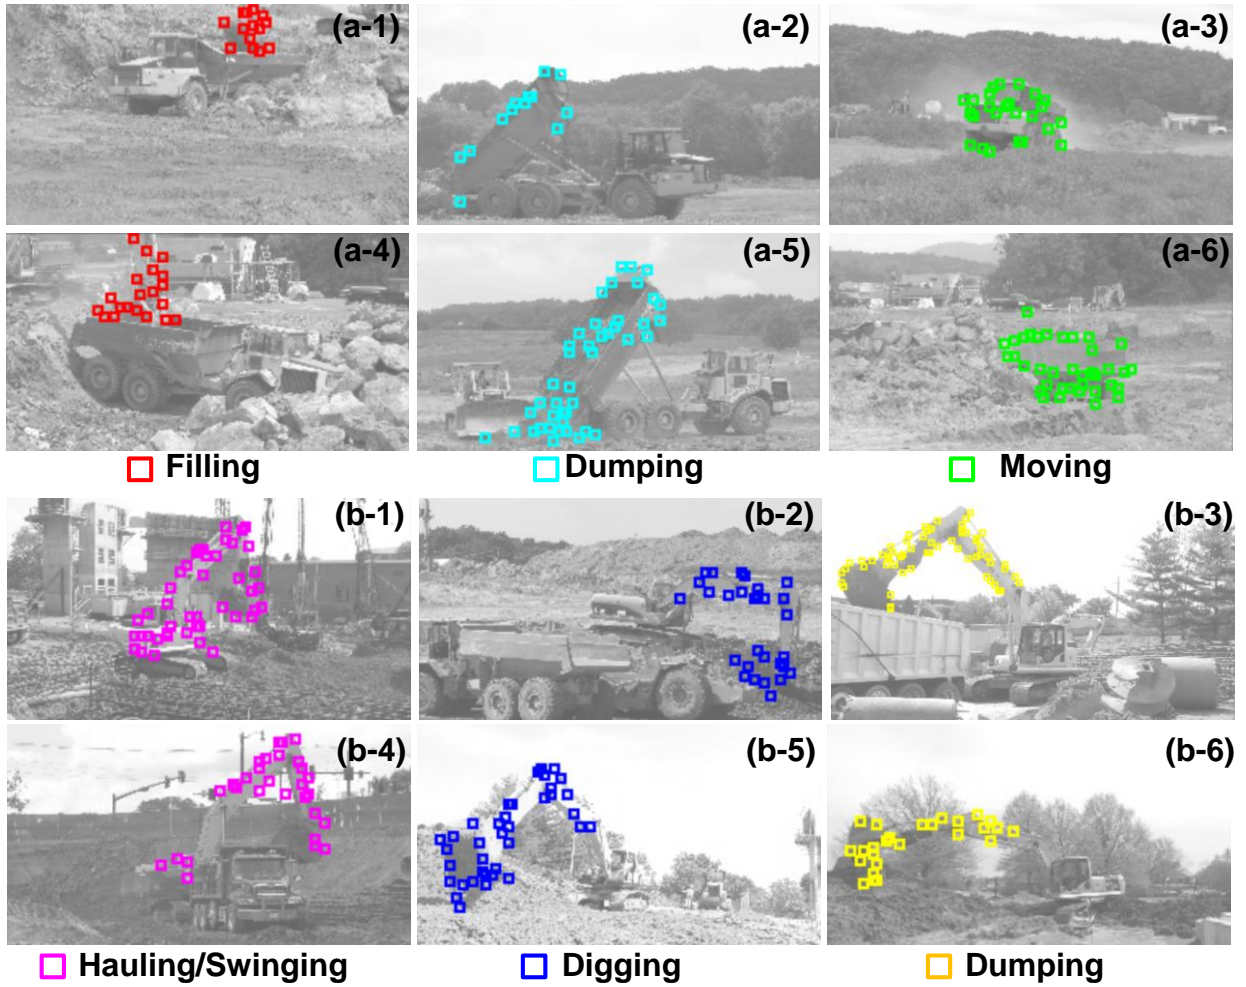 (a-1) (a-2) (a-3)
(a-4) (a-5) (a-6)
Filling Dumping Moving
(b-1) (b-2) (b-3)
(b-4) (b-5) (b-6)
Hauling/Swinging Digging Dumping